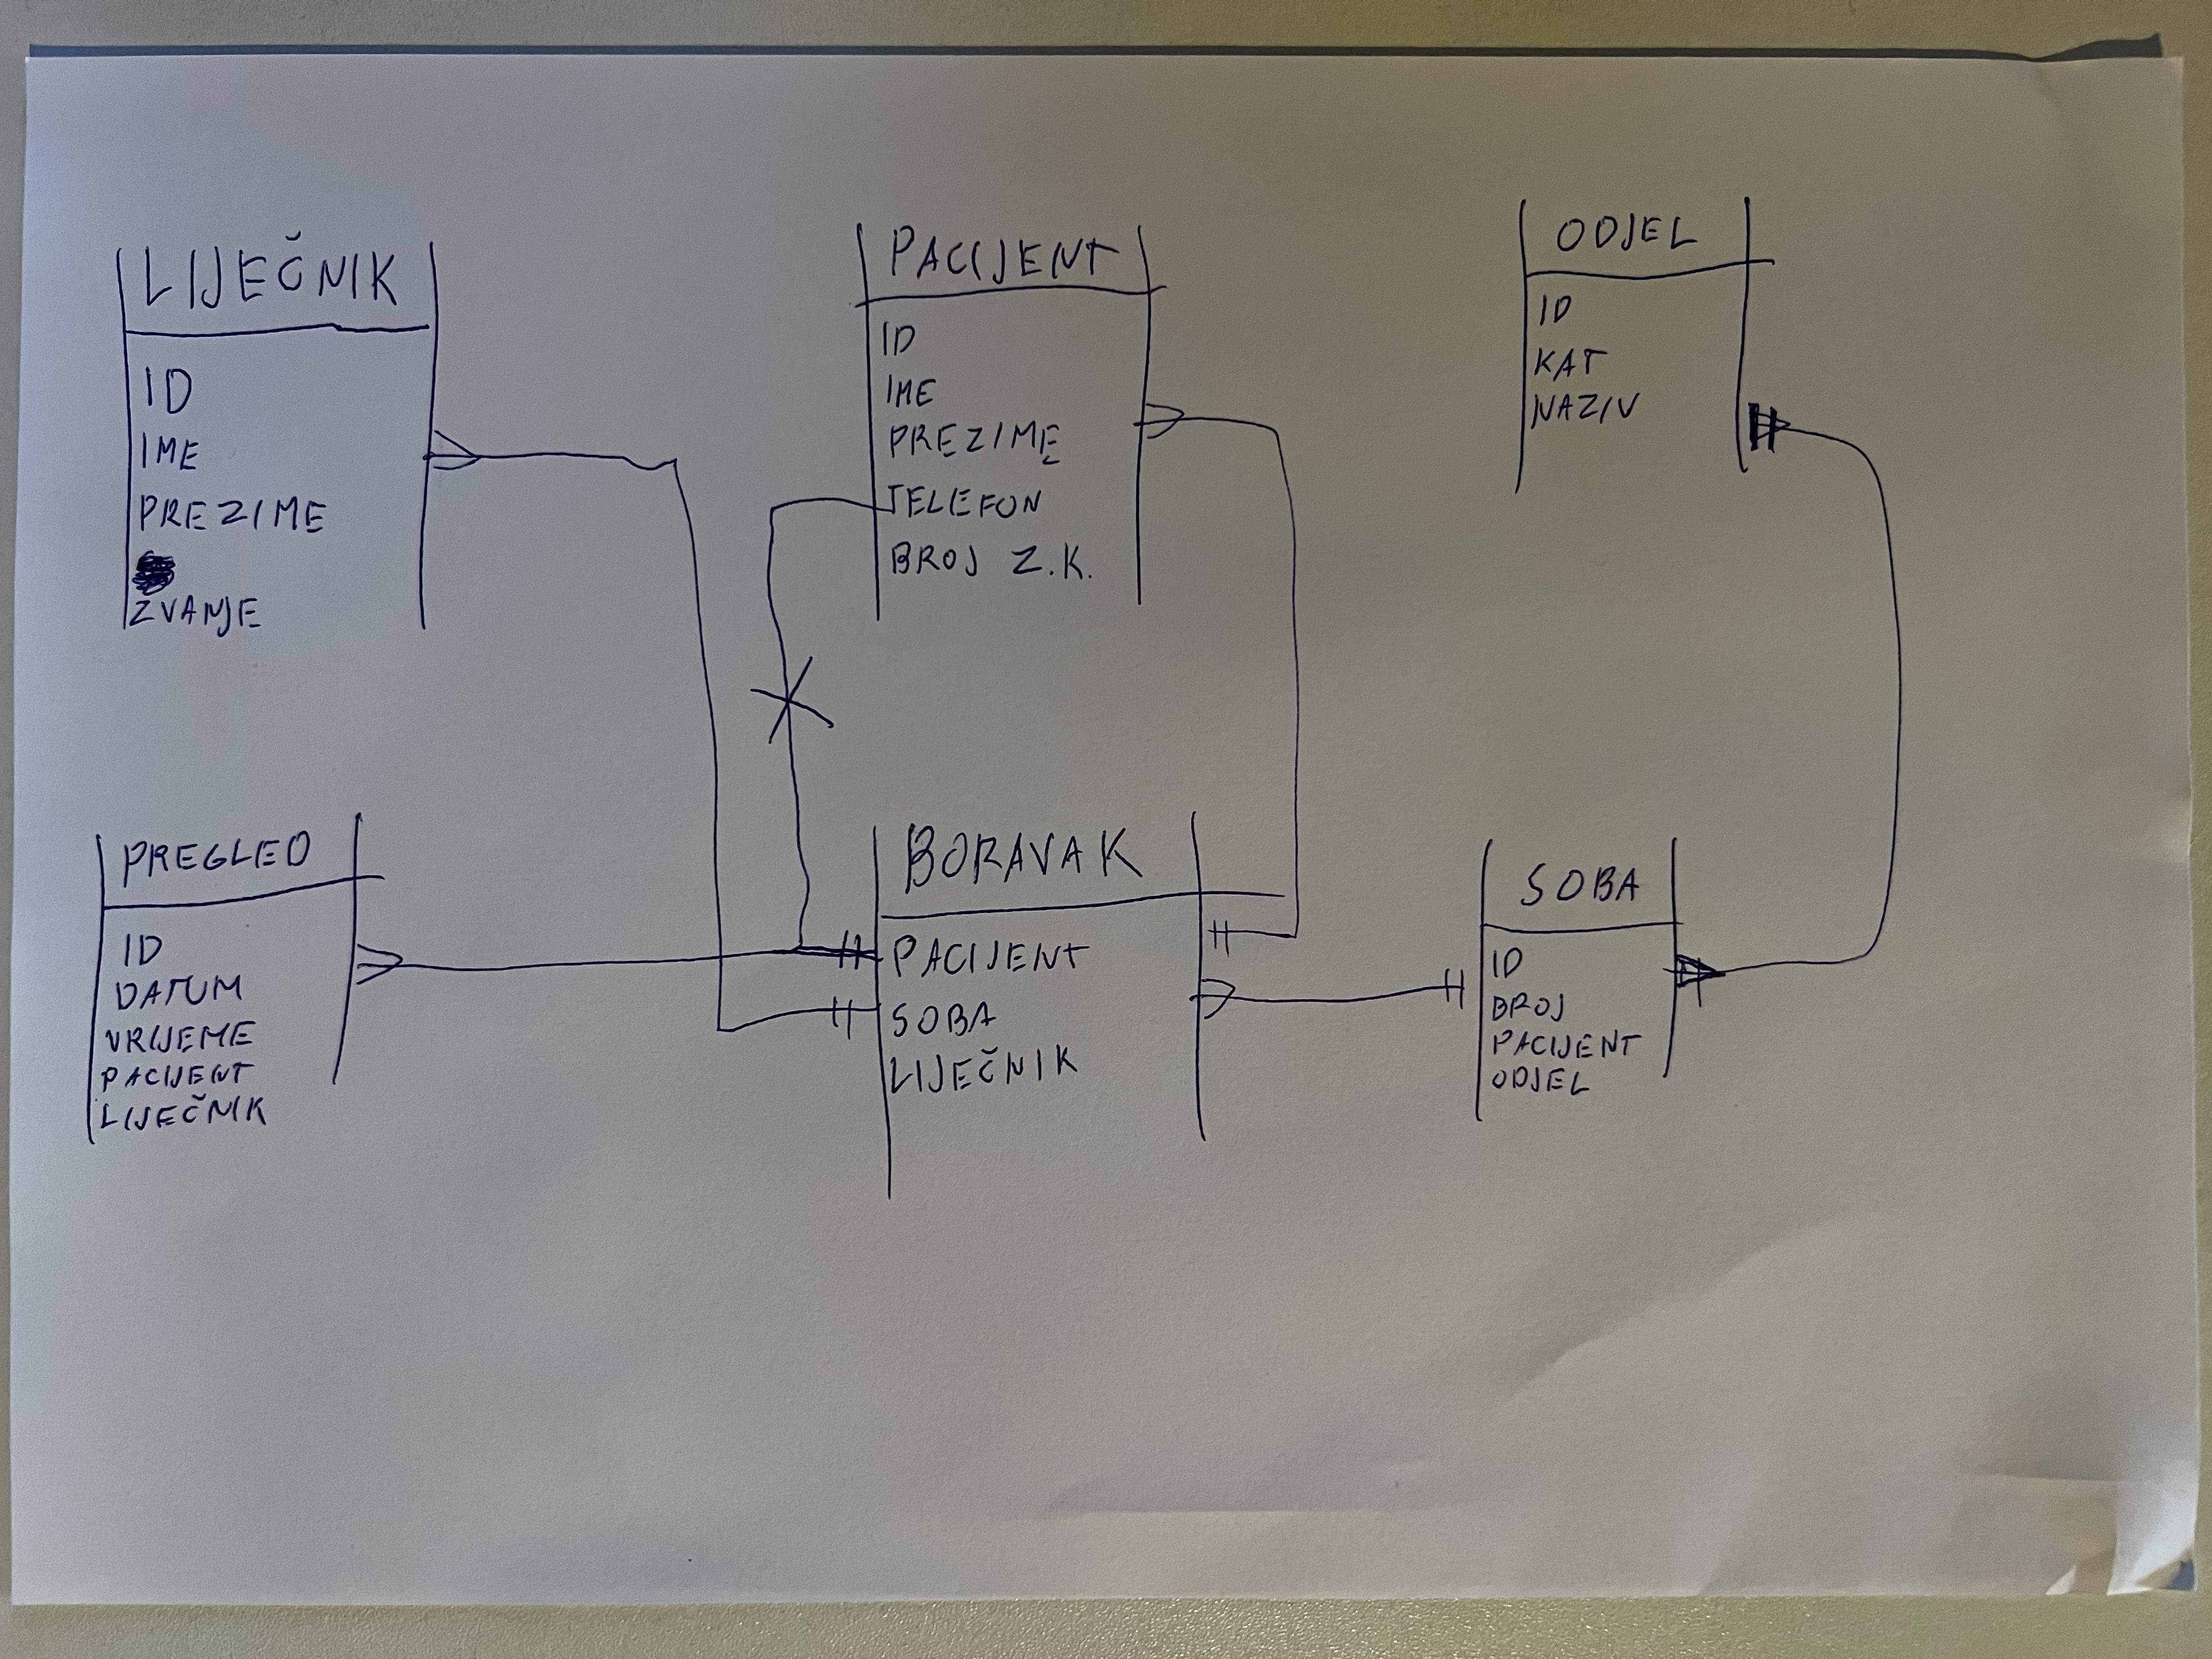 LIJEČNIK
ID
IME
PREZIME
ZVANJE
PACIJENT
ID
IME
PREZIME
TELEFON
BROJ Z.K.
ODJEL
ID
KAT
NAZIV
PREGLED
ID
DATUM
VRIJEME
PACIJENT
LIJEČNIK
BORAVAK
PACIJENT
SOBA
LIJEČNIK
SOBA
ID
BROJ
PACIJENT
ODJEL